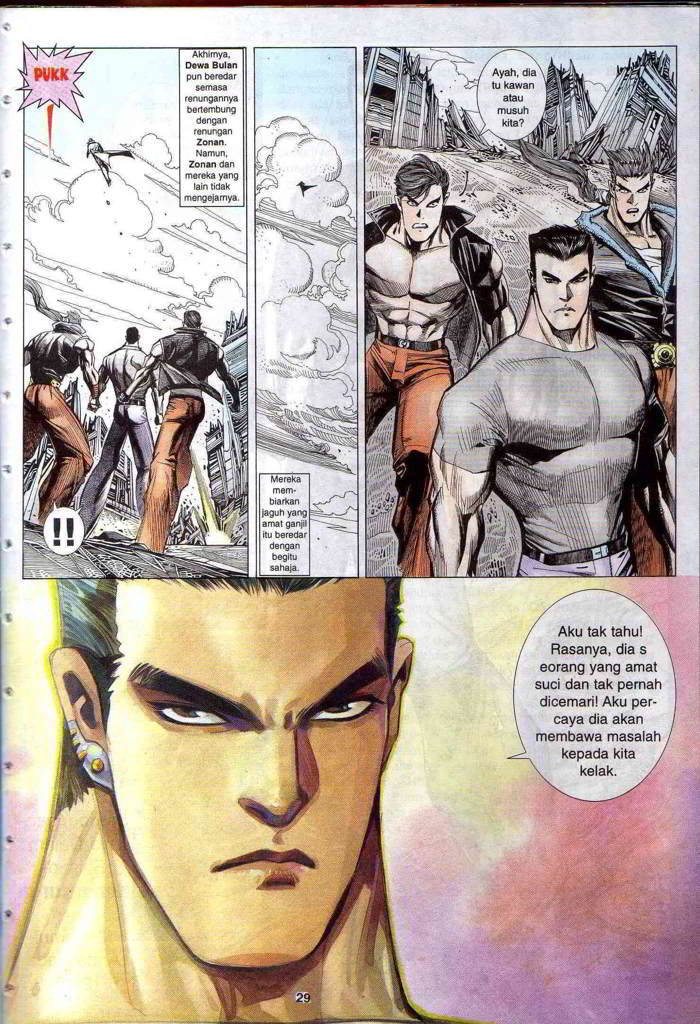 PUKK
Akhirnya,
Dewa Bulan
pun beredar
semasa
renungannya
bertembung
dengan
renungan
Zonan.
Namun,
Zonan dan
mereka yang
lain tidak
mengejarnya.
!!
Mereka
mem-
biarkan
jaguh yang
amat ganjil
itu beredar
dengan
begitu
sahaja.
Ayah, dia
tu kawan
atau
musuh
kita?
Aku tak tahu!
Rasanya, dia s
eorang yang amat
suci dan tak pernah
dicemari! Aku per-
caya dia akan
membawa masalah
kepada kita
kelak.
29